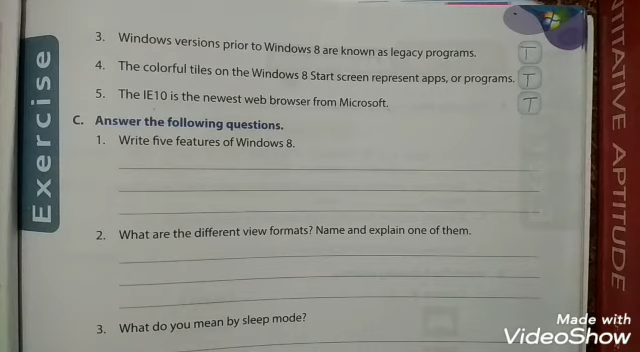 3. Windows versions prior to Windows 8 are known as legacy programs. T
4. The colorful tiles on the Windows 8 Start screen represent apps, or programs. T
5. The IE10 is the newest web browser from Microsoft. T
Exercise
C. Answer the following questions.
1. Write five features of Windows 8.
2. What are the different view formats? Name and explain one of them.
3. What do you mean by sleep mode?
APTITUDE
Made with
VideoShow